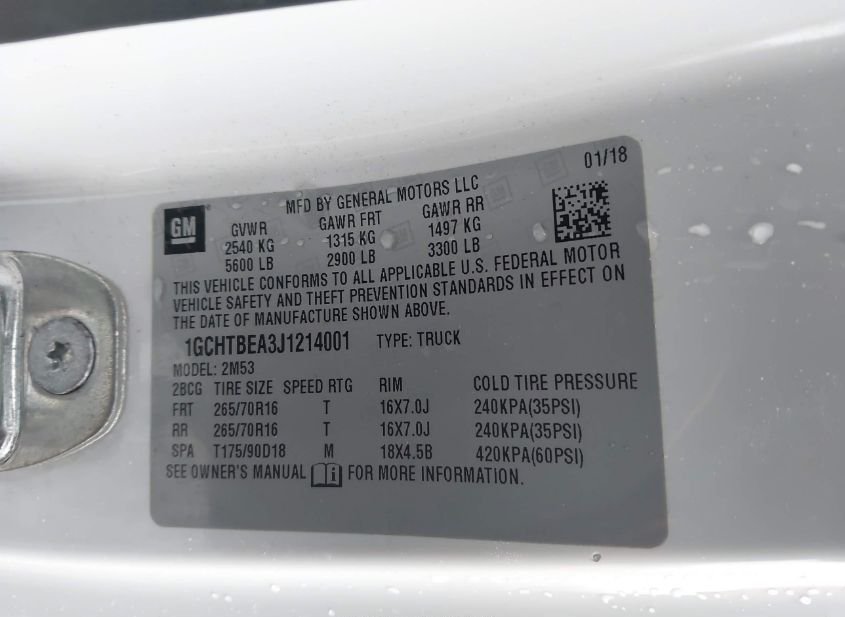 01/18
MFD BY GENERAL MOTORS LLC
GM
GVWR GAWR FRT GAWR RR
2540 KG 1315 KG 1497 KG
5600 LB 2900 LB 3300 LB
THIS VEHICLE CONFORMS TO ALL APPLICABLE U.S. FEDERAL MOTOR
VEHICLE SAFETY AND THEFT PREVENTION STANDARDS IN EFFECT ON
THE DATE OF MANUFACTURE SHOWN ABOVE.
1GCHTBEA3J1214001 TYPE: TRUCK
MODEL: 2M53
2BCG TIRE SIZE SPEED RTG RIM COLD TIRE PRESSURE
FRT 265/70R16 T 16X7.0J 240KPA(35PSI)
RR 265/70R16 T 16X7.0J 240KPA(35PSI)
SPA T175/90D18 M 18X4.5B 420KPA(60PSI)
SEE OWNER'S MANUAL i FOR MORE INFORMATION.